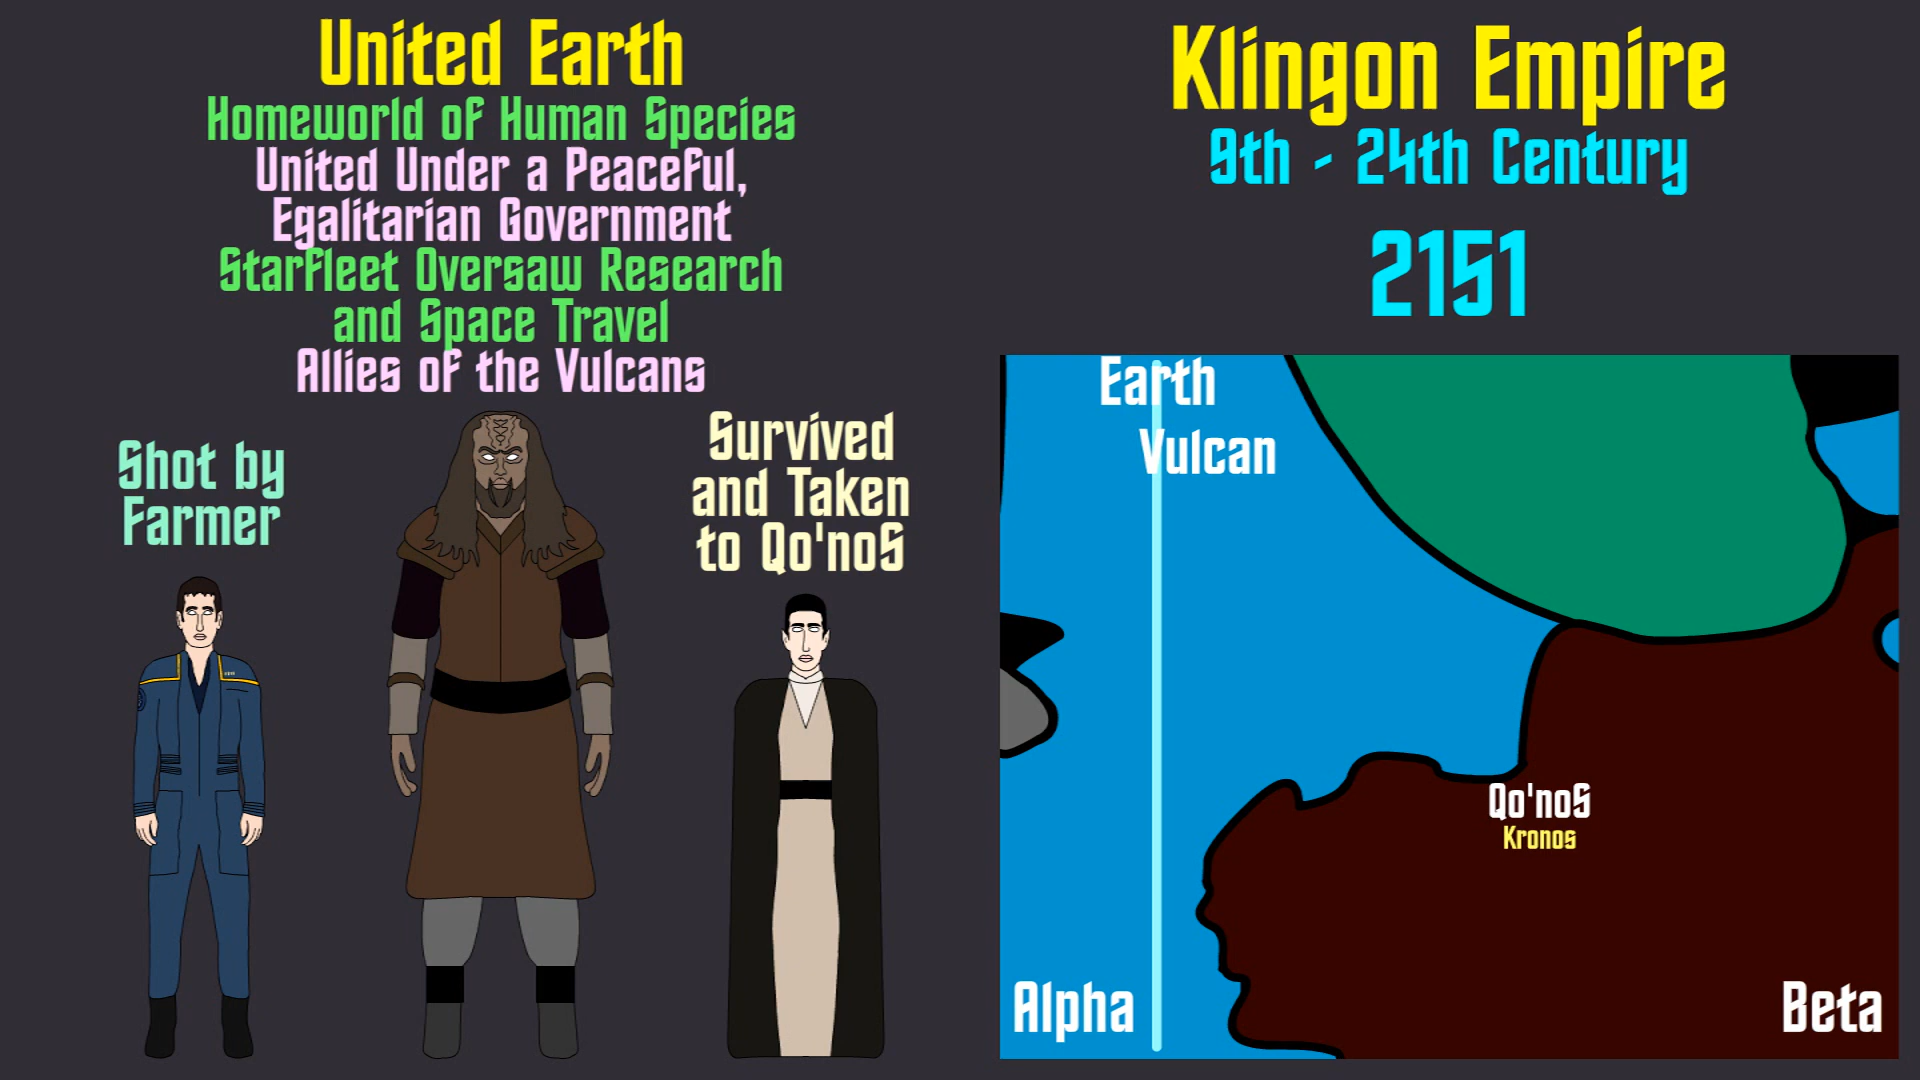 United Earth
Homeworld of Human Species
United Under a Peaceful,
Egalitarian Government
Starfleet Oversaw Research
and Space Travel
Allies of the Vulcans
Shot by
Farmer
Survived
and Taken
to Qo'noS
Klingon Empire
9th - 24th Century
2151
Earth
Vulcan
Qo'noS
Kronos
Alpha
Beta